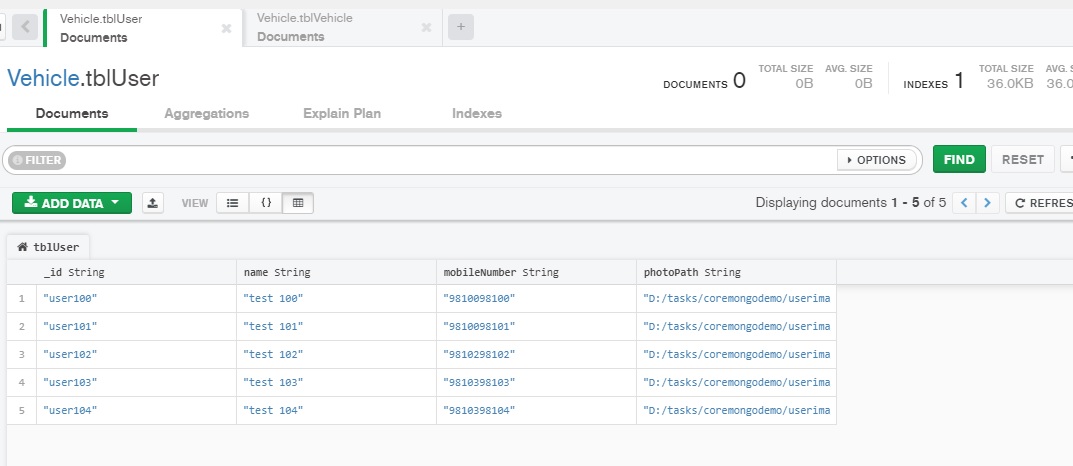 Vehicle.tblUser
Documents
Vehicle.tblVehicle
Documents
Vehicle.tblUser
DOCUMENTS 0 TOTAL SIZE 0B AVG. SIZE 0B INDEXES 1 TOTAL SIZE 36.0KB AVG. S 36.0
Documents Aggregations Explain Plan Indexes
FILTER OPTIONS FIND RESET
ADD DATA VIEW {} Displaying documents 1 - 5 of 5 < > REFRES
tblUser
_id String name String mobileNumber String photoPath String
1 "user100" "test 100" "9810098100" "D:/tasks/coremongodemo/userima
2 "user101" "test 101" "9810098101" "D:/tasks/coremongodemo/userima
3 "user102" "test 102" "9810298102" "D:/tasks/coremongodemo/userima
4 "user103" "test 103" "9810398103" "D:/tasks/coremongodemo/userima
5 "user104" "test 104" "9810398104" "D:/tasks/coremongodemo/userima